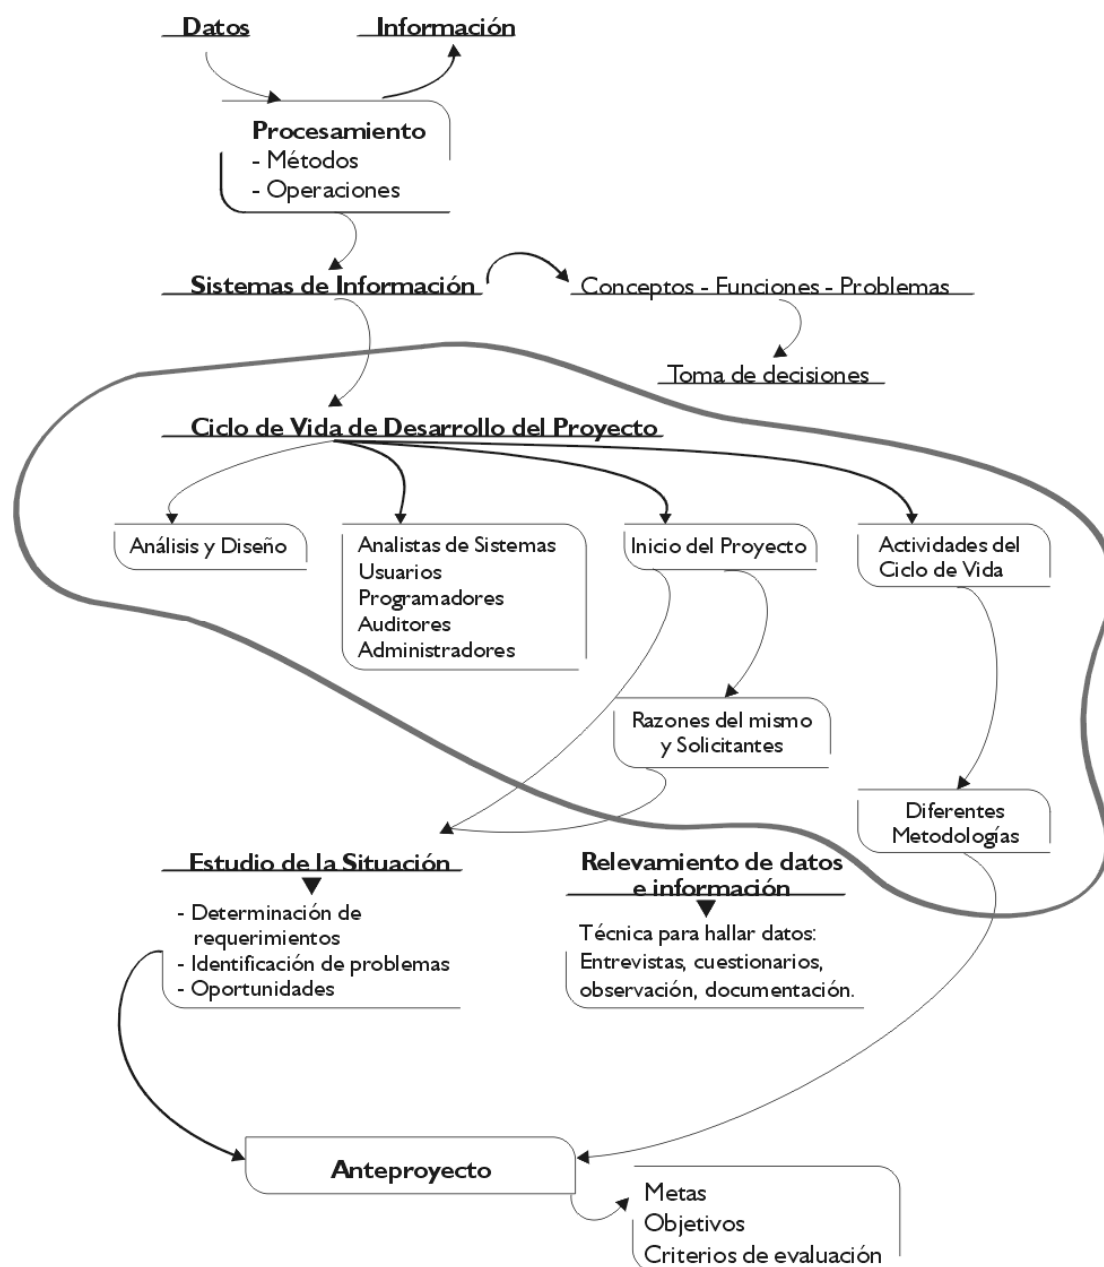 Datos
Información
Procesamiento
- Métodos
- Operaciones
Sistemas de Información
Conceptos - Funciones - Problemas
Toma de decisiones
Ciclo de Vida de Desarrollo del Proyecto
Análisis y Diseño
Analistas de Sistemas
Usuarios
Programadores
Auditores
Administradores
Inicio del Proyecto
Actividades del
Ciclo de Vida
Razones del mismo
y Solicitantes
Diferentes
Metodologías
Estudio de la Situación
- Determinación de
requerimientos
- Identificación de problemas
- Oportunidades
Relevamiento de datos
e información
Técnica para hallar datos:
Entrevistas, cuestionarios,
observación, documentación.
Anteproyecto
Metas
Objetivos
Criterios de evaluación